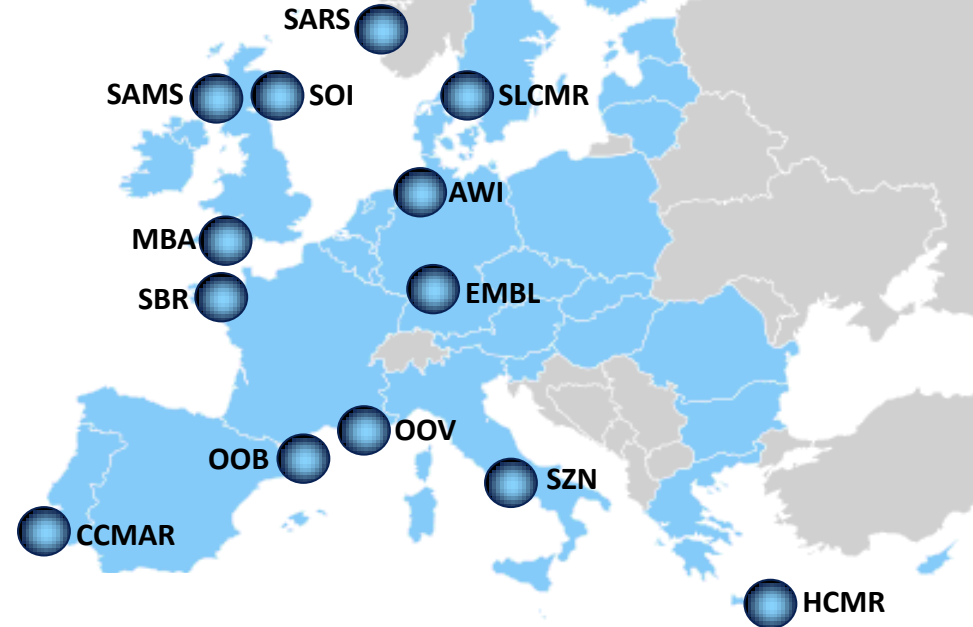 SARS
SAMS
SOI
SLCMR
AWI
MBA
EMBL
SBR
OOV
OOB
SZN
CCMAR
HCMR